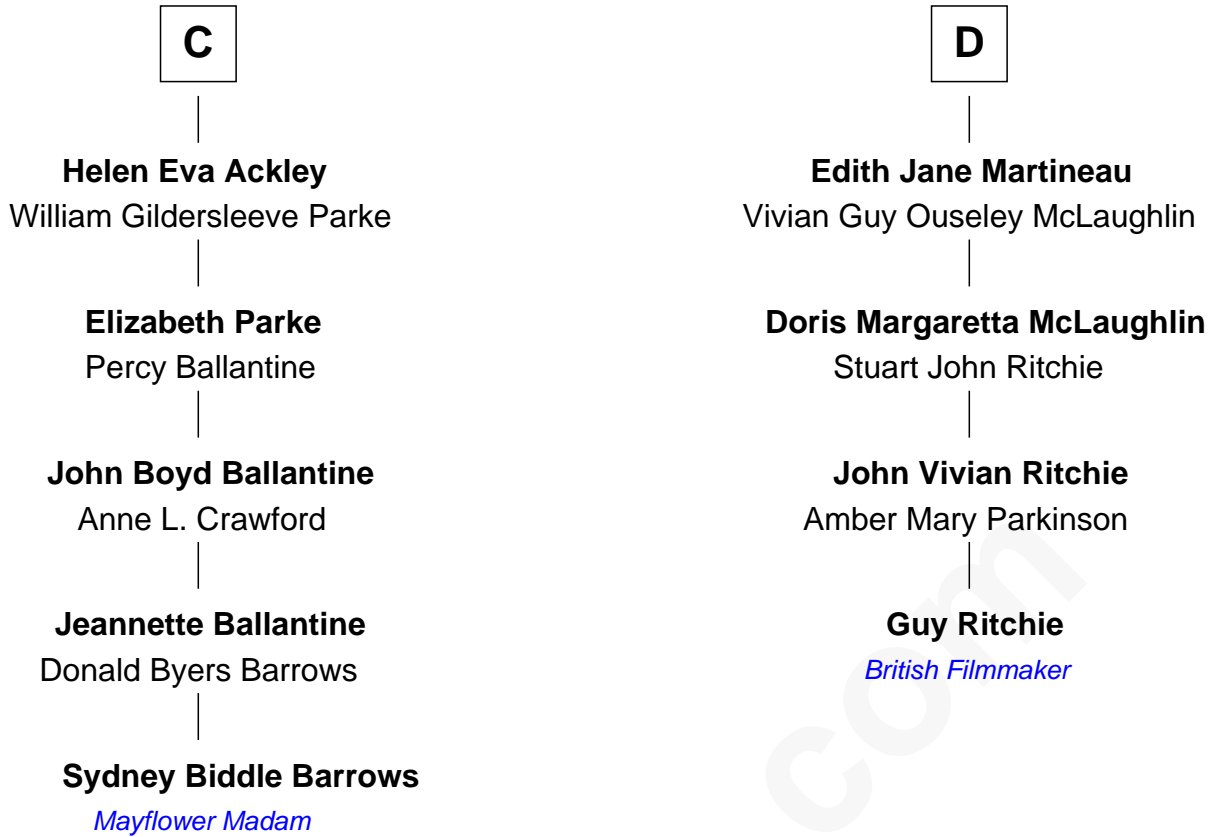 C
Helen Eva Ackley
William Gildersleeve Parke
Elizabeth Parke
Percy Ballantine
John Boyd Ballantine
Anne L. Crawford
Jeannette Ballantine
Donald Byers Barrows
Sydney Biddle Barrows
Mayflower Madam
D
Edith Jane Martineau
Vivian Guy Ouseley McLaughlin
Doris Margaretta McLaughlin
Stuart John Ritchie
John Vivian Ritchie
Amber Mary Parkinson
Guy Ritchie
British Filmmaker
com